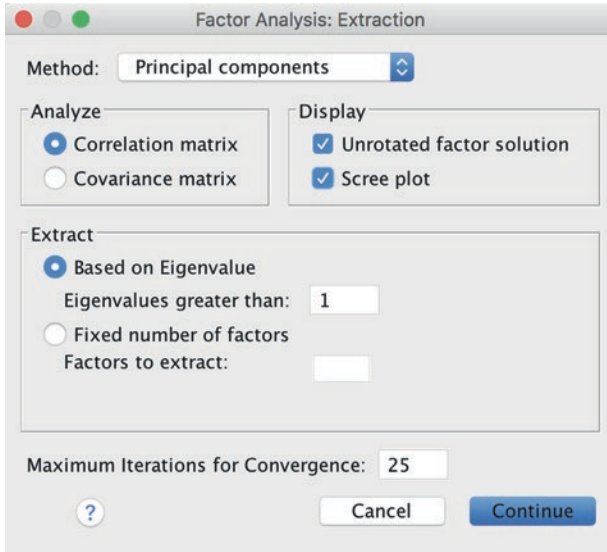 Factor Analysis: Extraction
Method: Principal components
Analyze
Correlation matrix
Covariance matrix
Display
Unrotated factor solution
Scree plot
Extract
Based on Eigenvalue
Eigenvalues greater than: 1
Fixed number of factors
Factors to extract:
Maximum Iterations for Convergence: 25
? Cancel Continue